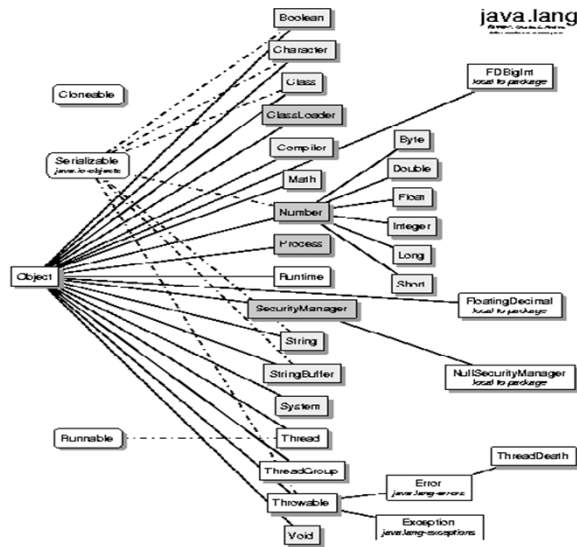 java.lang
Boolean
Character
Class
ClassLoader
Compiler
Math
Number
Process
Runtime
SecurityManager
String
StringBuffer
System
Thread
ThreadGroup
Throwable
Void
Cloneable
Serializable
java.io-objects
Object
Runnable
FDBigInt
local to package
Byte
Double
Float
Integer
Long
Short
FloatingDecimal
local to package
NullSecurityManager
local to package
ThreadDeath
Error
java.lang-errors
Exception
java.lang-exceptions